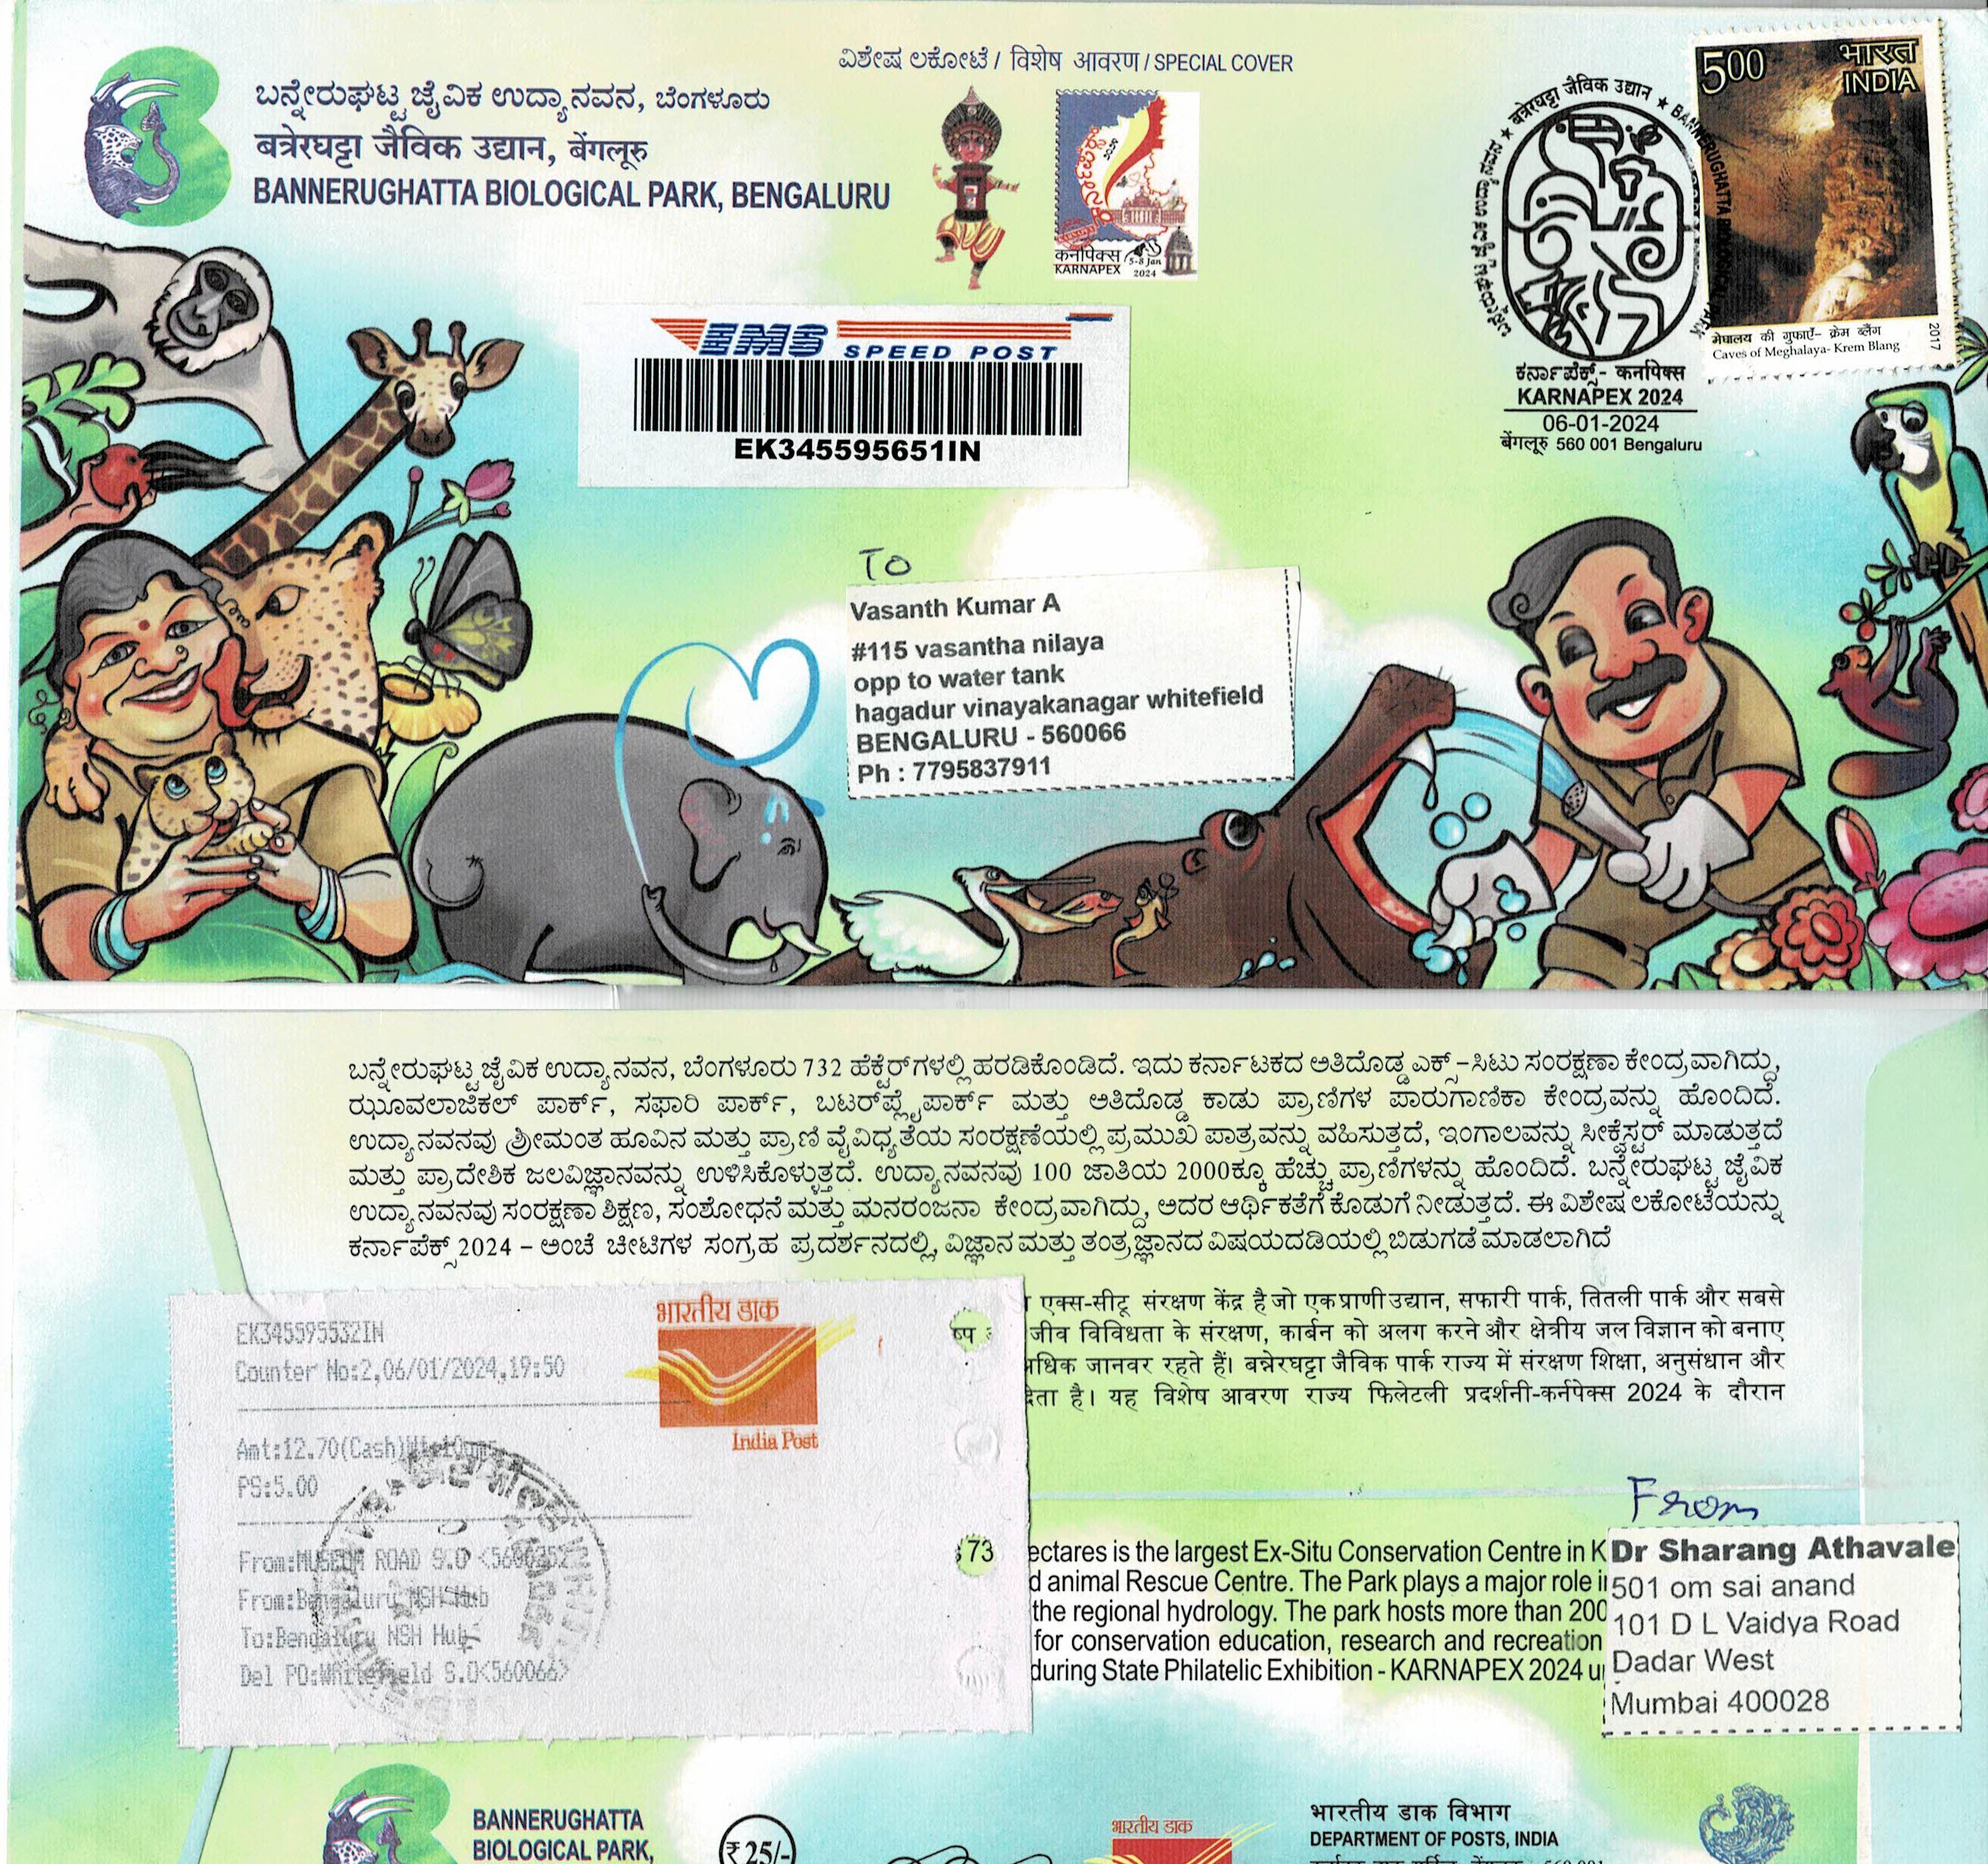 ವಿಶೇಷ ಲಕೋಟೆ / विशेष आवरण / SPECIAL COVER
ಬನ್ನೇರುಘಟ್ಟ ಜೈವಿಕ ಉದ್ಯಾನವನ, ಬೆಂಗಳೂರು
बन्नेरघट्टा जैविक उद्यान, बेंगलूरु
BANNERUGHATTA BIOLOGICAL PARK, BENGALURU
कर्नापेक्स
KARNAPEX
5-8 Jan
2024
ಬನ್ನೇರುಘಟ್ಟ ಜೈವಿಕ ಉದ್ಯಾನವನ ★ बन्नेरघट्टा जैविक उद्यान ★ BANNERUGHATTA BIOLOGICAL PARK
ಕರ್ನಾಪೆಕ್ಸ್- कर्नापेक्स
KARNAPEX 2024
06-01-2024
बेंगलूरु 560 001 Bengaluru
500 भारत
INDIA
मेघालय की गुफाएँ- क्रेम ब्लैंग
Caves of Meghalaya- Krem Blang
2017
EMS SPEED POST
EK345595651IN
To
Vasanth Kumar A
#115 vasantha nilaya
opp to water tank
hagadur vinayakanagar whitefield
BENGALURU - 560066
Ph : 7795837911
ಬನ್ನೇರುಘಟ್ಟ ಜೈವಿಕ ಉದ್ಯಾನವನ, ಬೆಂಗಳೂರು 732 ಹೆಕ್ಟೆರ್‌ಗಳಲ್ಲಿ ಹರಡಿಕೊಂಡಿದೆ. ಇದು ಕರ್ನಾಟಕದ ಅತಿದೊಡ್ಡ ಎಕ್ಸ್-ಸಿಟು ಸಂರಕ್ಷಣಾ ಕೇಂದ್ರವಾಗಿದ್ದು,
ಝೂವಲಾಜಿಕಲ್ ಪಾರ್ಕ್, ಸಫಾರಿ ಪಾರ್ಕ್, ಬಟರ್‌ಫ್ಲೈಪಾರ್ಕ್ ಮತ್ತು ಅತಿದೊಡ್ಡ ಕಾಡು ಪ್ರಾಣಿಗಳ ಪಾರುಗಾಣಿಕಾ ಕೇಂದ್ರವನ್ನು ಹೊಂದಿದೆ.
ಉದ್ಯಾನವನವು ಶ್ರೀಮಂತ ಹೂವಿನ ಮತ್ತು ಪ್ರಾಣಿ ವೈವಿಧ್ಯತೆಯ ಸಂರಕ್ಷಣೆಯಲ್ಲಿ ಪ್ರಮುಖ ಪಾತ್ರವನ್ನು ವಹಿಸುತ್ತದೆ, ಇಂಗಾಲವನ್ನು ಸೀಕ್ವೆಸ್ಟರ್ ಮಾಡುತ್ತದೆ
ಮತ್ತು ಪ್ರಾದೇಶಿಕ ಜಲವಿಜ್ಞಾನವನ್ನು ಉಳಿಸಿಕೊಳ್ಳುತ್ತದೆ. ಉದ್ಯಾನವನವು 100 ಜಾತಿಯ 2000ಕ್ಕೂ ಹೆಚ್ಚು ಪ್ರಾಣಿಗಳನ್ನು ಹೊಂದಿದೆ. ಬನ್ನೇರುಘಟ್ಟ ಜೈವಿಕ
ಉದ್ಯಾನವನವು ಸಂರಕ್ಷಣಾ ಶಿಕ್ಷಣ, ಸಂಶೋಧನೆ ಮತ್ತು ಮನರಂಜನಾ ಕೇಂದ್ರವಾಗಿದ್ದು, ಅದರ ಆರ್ಥಿಕತೆಗೆ ಕೊಡುಗೆ ನೀಡುತ್ತದೆ. ಈ ವಿಶೇಷ ಲಕೋಟೆಯನ್ನು
ಕರ್ನಾಪೆಕ್ಸ್ 2024 – ಅಂಚೆ ಚೀಟಿಗಳ ಸಂಗ್ರಹ ಪ್ರದರ್ಶನದಲ್ಲಿ, ವಿಜ್ಞಾನ ಮತ್ತು ತಂತ್ರಜ್ಞಾನದ ವಿಷಯದಡಿಯಲ್ಲಿ ಬಿಡುಗಡೆ ಮಾಡಲಾಗಿದೆ
एक्स-सीटू संरक्षण केंद्र है जो एक प्राणी उद्यान, सफारी पार्क, तितली पार्क और सबसे
जीव विविधता के संरक्षण, कार्बन को अलग करने और क्षेत्रीय जल विज्ञान को बनाए
अधिक जानवर रहते हैं। बन्नेरघट्टा जैविक पार्क राज्य में संरक्षण शिक्षा, अनुसंधान और
देता है। यह विशेष आवरण राज्य फिलेटली प्रदर्शनी-कर्नापेक्स 2024 के दौरान
भारतीय डाक
India Post
EK345595532IN
Counter No:2,06/01/2024,19:50
Amt:12.70(Cash)Wt:10gms
PS:5.00
From:MUSEUM ROAD S.O
From:Bengaluru NSH Hub
To:Bengaluru NSH Hub
Del PO:Whitefield S.O<560066>
73
ectares is the largest Ex-Situ Conservation Centre in K
d animal Rescue Centre. The Park plays a major role i
the regional hydrology. The park hosts more than 200
for conservation education, research and recreation
during State Philatelic Exhibition - KARNAPEX 2024 u
From
Dr Sharang Athavale
501 om sai anand
101 D L Vaidya Road
Dadar West
Mumbai 400028
BANNERUGHATTA
BIOLOGICAL PARK,
₹ 25/-
भारतीय डाक
भारतीय डाक विभाग
DEPARTMENT OF POSTS, INDIA